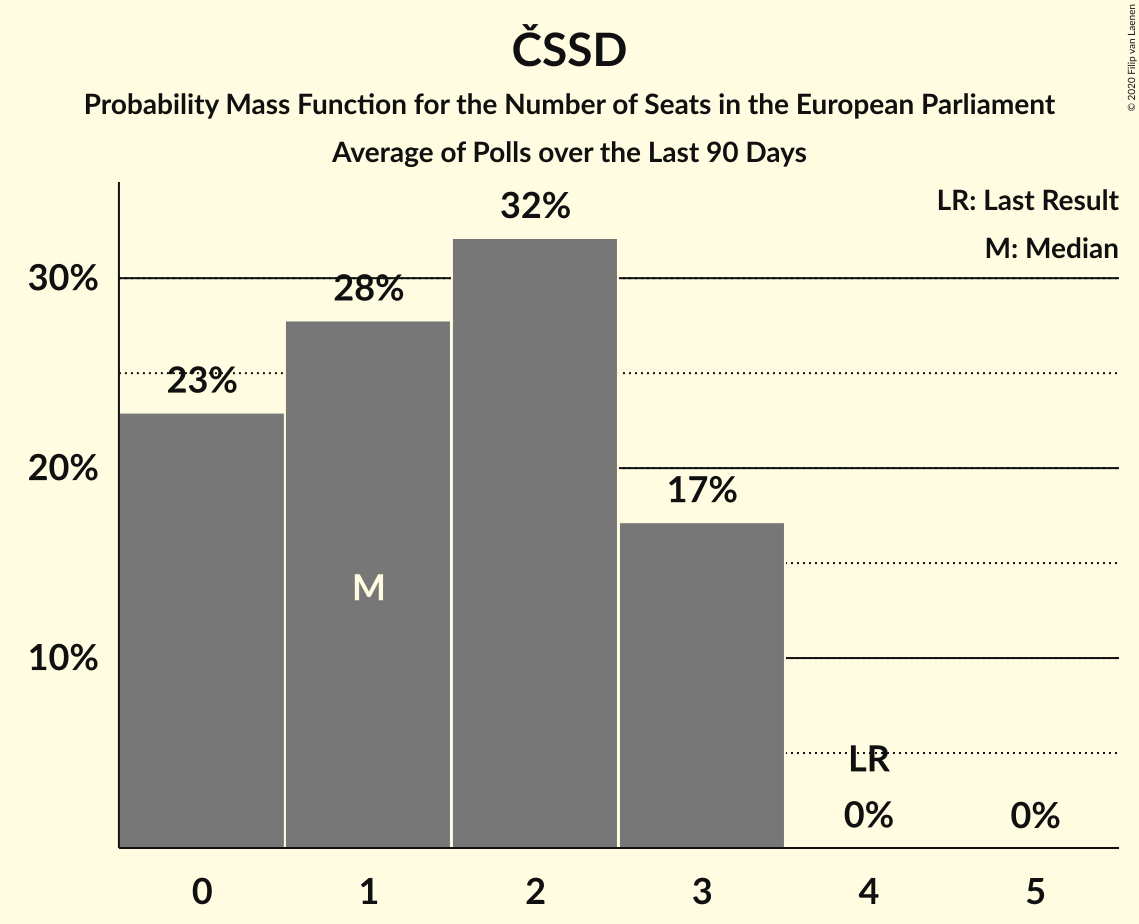 ČSSD
Probability Mass Function for the Number of Seats in the European Parliament
Average of Polls over the Last 90 Days
© 2020 Filip van Laenen
LR: Last Result
M: Median
32%
30%
28%
23%
20%
17%
M
10%
LR
0%
0%
0 1 2 3 4 5